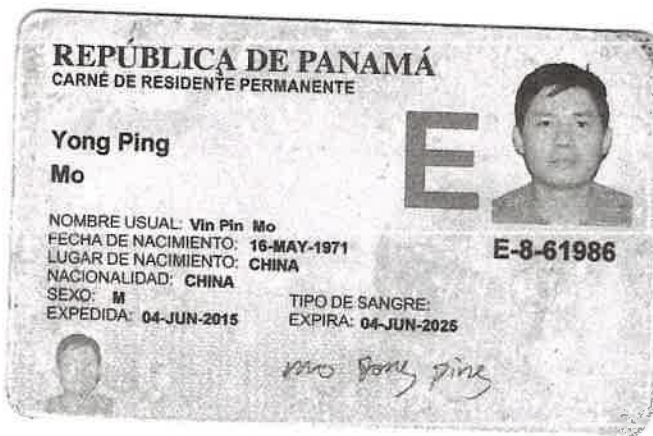 REPÚBLICA DE PANAMÁ
CARNÉ DE RESIDENTE PERMANENTE
Yong Ping
Mo
E
NOMBRE USUAL: Vin Pin Mo
FECHA DE NACIMIENTO: 16-MAY-1971
LUGAR DE NACIMIENTO: CHINA
NACIONALIDAD: CHINA
SEXO: M TIPO DE SANGRE:
EXPEDIDA: 04-JUN-2015 EXPIRA: 04-JUN-2025
E-8-61986
mo Yong ping